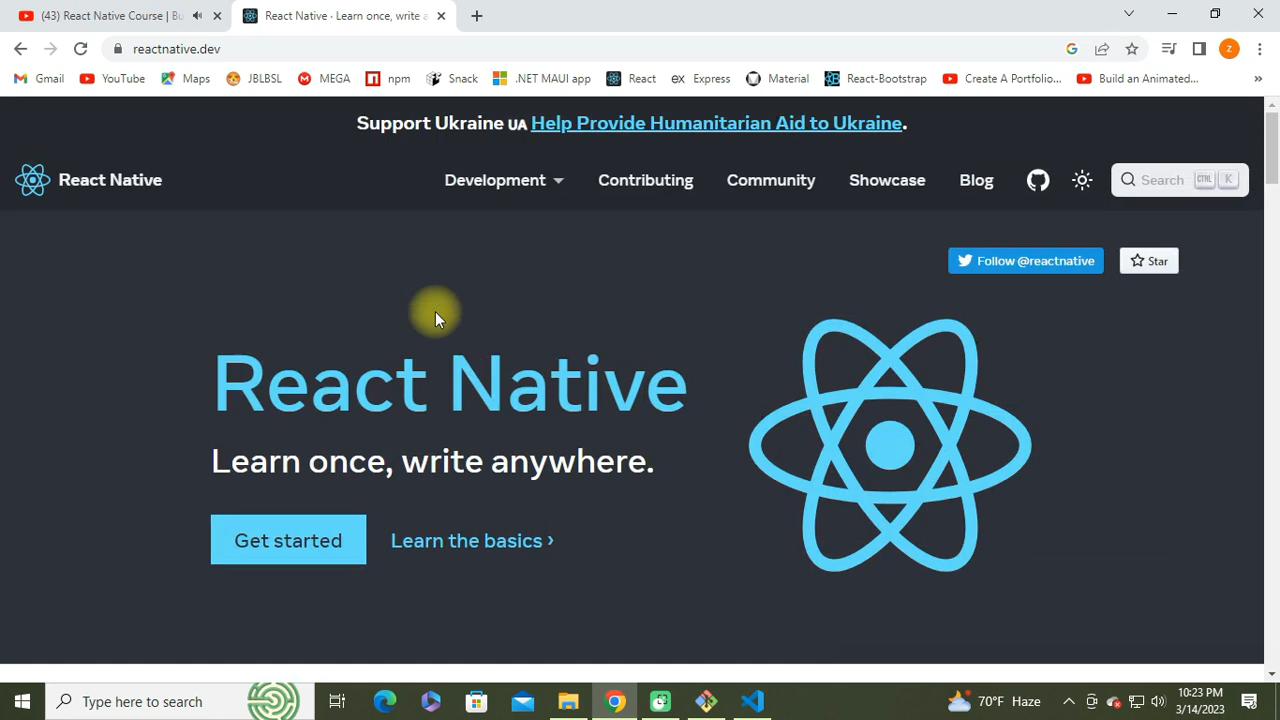 (43) React Native Course | Bu
React Native · Learn once, write a
reactnative.dev
Z
Gmail
YouTube
Maps
JBLBSL
MEGA
npm
Snack
.NET MAUI app
React
ex Express
Material
React-Bootstrap
Create A Portfolio...
Build an Animated...
»
Support Ukraine UA Help Provide Humanitarian Aid to Ukraine.
React Native
Development
Contributing
Community
Showcase
Blog
Search CTRL K
Follow @reactnative
Star
React Native
Learn once, write anywhere.
Get started
Learn the basics ›
Type here to search
70°F Haze
10:23 PM
3/14/2023